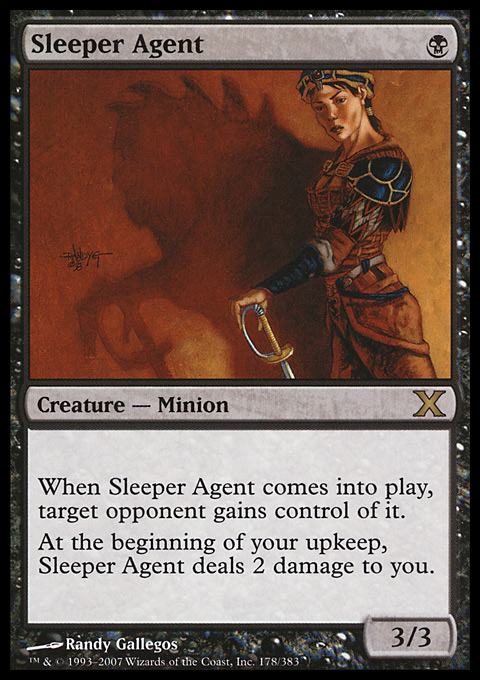 Sleeper Agent
RANDYG
Creature — Minion
X
When Sleeper Agent comes into play,
target opponent gains control of it.
At the beginning of your upkeep,
Sleeper Agent deals 2 damage to you.
3/3
Randy Gallegos
™ & © 1993–2007 Wizards of the Coast, Inc. 178/383